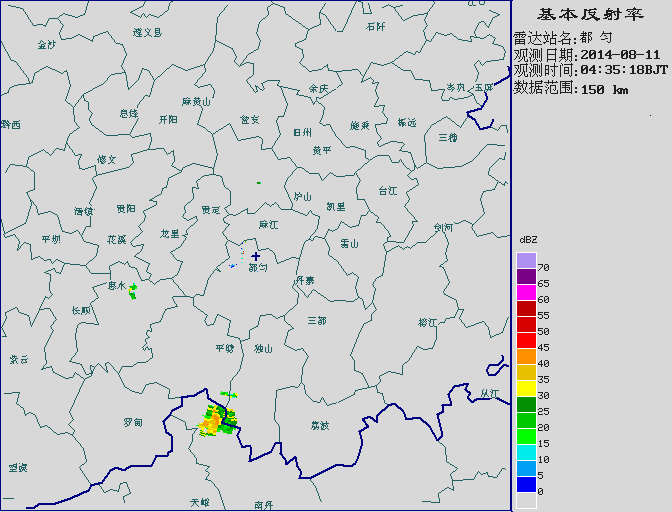 基本反射率
雷达站名:都 匀
观测日期:2014-08-11
观测时间:04:35:18BJT
数据范围:150 km
石阡
遵义县
金沙
余庆
岑巩
玉屏
息烽
麻黄山
开阳
瓮安
旧州
施秉
镇远
三穗
黔西
黄平
修文
台江
炉山
凯里
清镇
贵阳
贵定
麻江
剑河
平坝
花溪
龙里
雷山
都匀
惠水
丹寨
长顺
三都
榕江
平塘
独山
紫云
从江
罗甸
荔波
望谟
天峨
南丹
dBZ
70
65
60
55
50
45
40
35
30
25
20
15
10
5
0